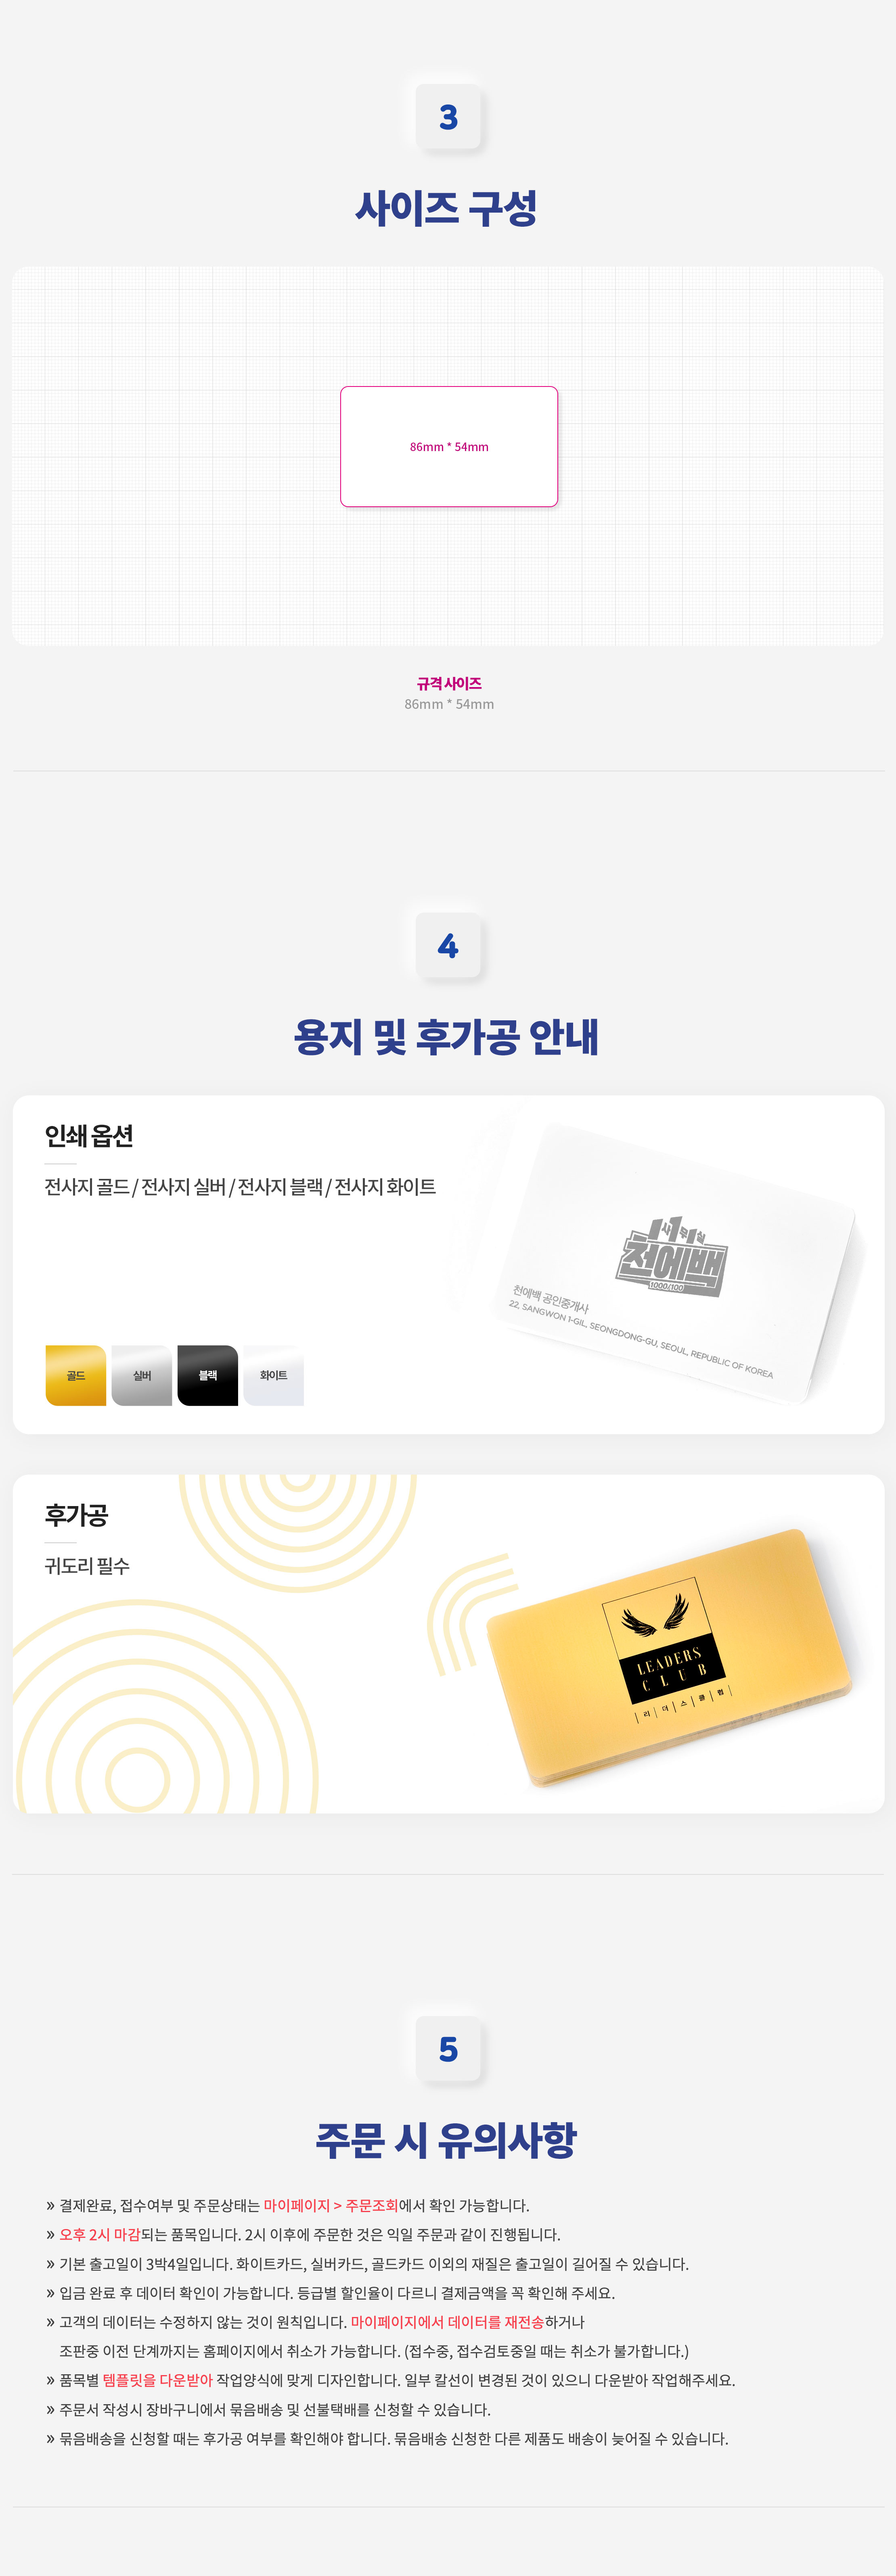 3
사이즈 구성
86mm * 54mm
규격 사이즈
86mm * 54mm
4
용지 및 후가공 안내
인쇄 옵션
전사지 골드 / 전사지 실버 / 전사지 블랙 / 전사지 화이트
사무실
천에백
1000/100
천에백 공인중개사
22, SANGWON 1-GIL, SEONGDONG-GU, SEOUL, REPUBLIC OF KOREA
골드
실버
블랙
화이트
후가공
귀도리 필수
LEADERS
CLUB
리|더|스|클|럽
5
주문 시 유의사항
» 결제완료, 접수여부 및 주문상태는 마이페이지 > 주문조회에서 확인 가능합니다.
» 오후 2시 마감되는 품목입니다. 2시 이후에 주문한 것은 익일 주문과 같이 진행됩니다.
» 기본 출고일이 3박4일입니다. 화이트카드, 실버카드, 골드카드 이외의 재질은 출고일이 길어질 수 있습니다.
» 입금 완료 후 데이터 확인이 가능합니다. 등급별 할인율이 다르니 결제금액을 꼭 확인해 주세요.
» 고객의 데이터는 수정하지 않는 것이 원칙입니다. 마이페이지에서 데이터를 재전송하거나
조판중 이전 단계까지는 홈페이지에서 취소가 가능합니다. (접수중, 접수검토중일 때는 취소가 불가합니다.)
» 품목별 템플릿을 다운받아 작업양식에 맞게 디자인합니다. 일부 칼선이 변경된 것이 있으니 다운받아 작업해주세요.
» 주문서 작성시 장바구니에서 묶음배송 및 선불택배를 신청할 수 있습니다.
» 묶음배송을 신청할 때는 후가공 여부를 확인해야 합니다. 묶음배송 신청한 다른 제품도 배송이 늦어질 수 있습니다.